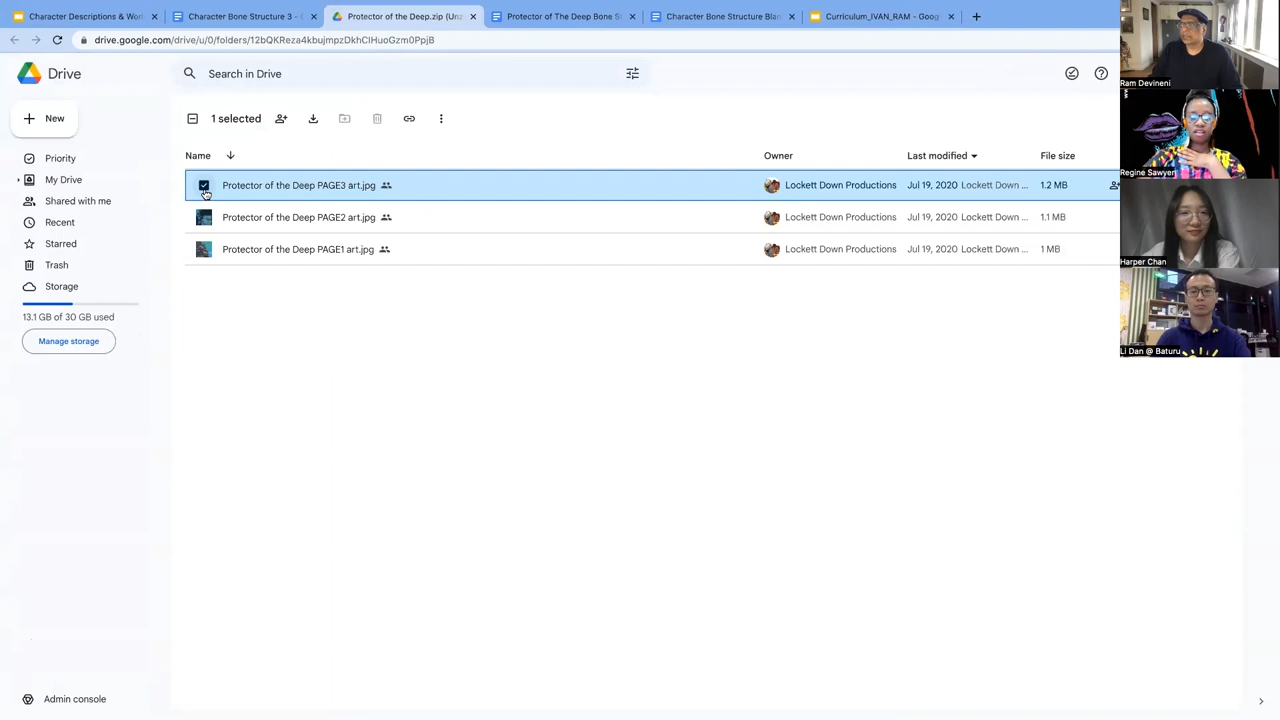 Character Descriptions & Wor
Character Bone Structure 3 - G
Protector of the Deep.zip (Unz
Protector of The Deep Bone St
Character Bone Structure Blan
Curriculum_IVAN_RAM - Goog
drive.google.com/drive/u/0/folders/12bQKReza4kbujmpzDkhCIHuoGzm0PpjB
Drive
Search in Drive
New
1 selected
Name
Owner
Last modified
File size
Priority
My Drive
Shared with me
Recent
Starred
Trash
Storage
13.1 GB of 30 GB used
Manage storage
Protector of the Deep PAGE3 art.jpg
Lockett Down Productions
Jul 19, 2020 Lockett Down ...
1.2 MB
Protector of the Deep PAGE2 art.jpg
Lockett Down Productions
Jul 19, 2020 Lockett Down ...
1.1 MB
Protector of the Deep PAGE1 art.jpg
Lockett Down Productions
Jul 19, 2020 Lockett Down ...
1 MB
Admin console
Ram Devineni
Regine Sawyer
Harper Chan
Li Dan @ Baturu